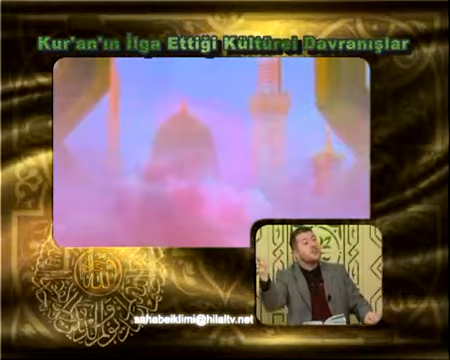 Kur'an'ın İlga Ettiği Kültürel Davranışlar
sahabeiklimi@hilaltv.net